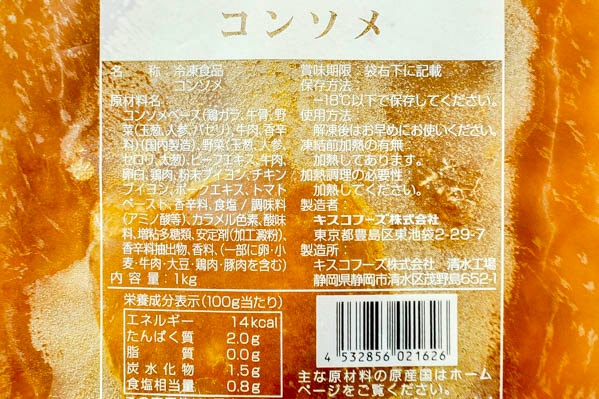 コンソメ
名　称：冷凍食品
コンソメ
原材料名：
コンソメベース(鶏ガラ、牛骨、野
菜(玉葱、人参、パセリ)、牛肉、香辛
料)(国内製造)、野菜(玉葱、人参、
セロリ、太葱)、ビーフエキス、牛肉、
卵白、鶏肉、粉末ブイヨン、チキン
ブイヨン、ポークエキス、トマト
ペースト、香辛料、食塩／調味料
(アミノ酸等)、カラメル色素、酸味
料、増粘多糖類、安定剤(加工澱粉)、
香辛料抽出物、香料、(一部に卵・小
麦・牛肉・大豆・鶏肉・豚肉を含む)
内 容 量：1kg
賞味期限：袋右下に記載
保存方法：
−18℃以下で保存してください。
使用方法：
解凍後はお早めにお使いください。
凍結前加熱の有無：
加熱してあります。
加熱調理の必要性：
加熱してください。
製造者：
キスコフーズ株式会社
東京都豊島区東池袋2-29-7
製造所：
キスコフーズ株式会社　清水工場
静岡県静岡市清水区茂野島652-1
栄養成分表示(100g当たり)
エネルギー 14kcal
たんぱく質 2.0g
脂　　　質 0.0g
炭 水 化 物 1.5g
食塩相当量 0.8g
4 532856 021626
主な原材料の原産国はホーム
ページをご覧ください。